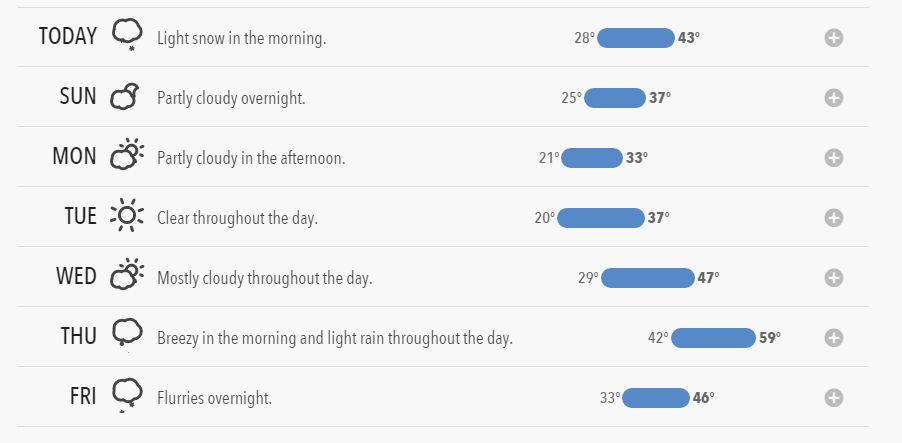 TODAY Light snow in the morning. 28° 43°
SUN Partly cloudy overnight. 25° 37°
MON Partly cloudy in the afternoon. 21° 33°
TUE Clear throughout the day. 20° 37°
WED Mostly cloudy throughout the day. 29° 47°
THU Breezy in the morning and light rain throughout the day. 42° 59°
FRI Flurries overnight. 33° 46°